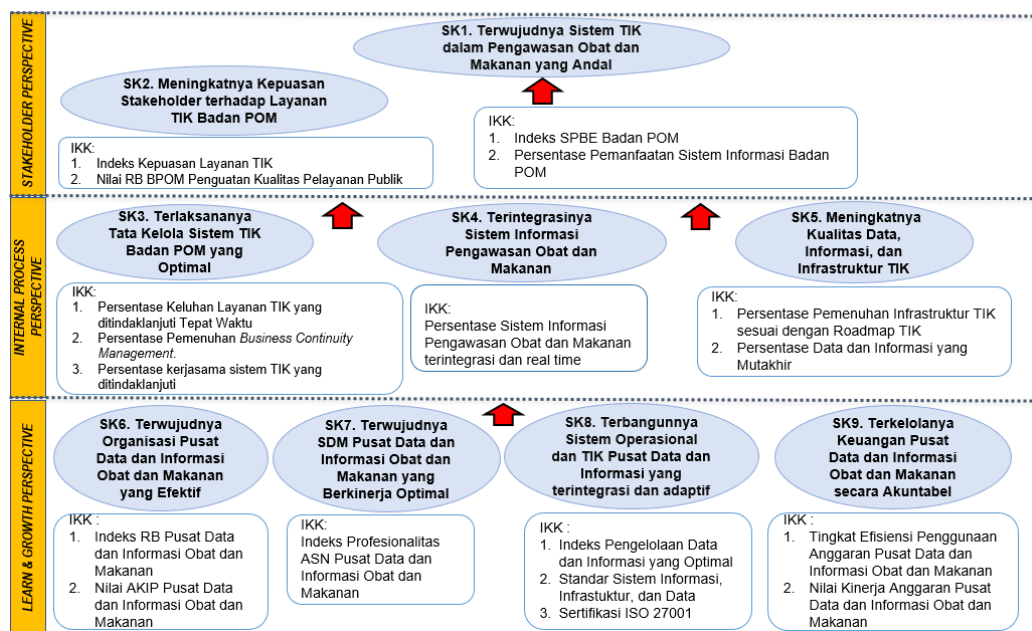 STAKEHOLDER PERSPECTIVE
SK1. Terwujudnya Sistem TIK
dalam Pengawasan Obat dan
Makanan yang Andal
SK2. Meningkatnya Kepuasan
Stakeholder terhadap Layanan
TIK Badan POM
IKK:
1. Indeks Kepuasan Layanan TIK
2. Nilai RB BPOM Penguatan Kualitas Pelayanan Publik
IKK:
1. Indeks SPBE Badan POM
2. Persentase Pemanfaatan Sistem Informasi Badan
POM
INTERNAL PROCESS
PERSPECTIVE
SK3. Terlaksananya
Tata Kelola Sistem TIK
Badan POM yang
Optimal
IKK:
1. Persentase Keluhan Layanan TIK yang
ditindaklanjuti Tepat Waktu
2. Persentase Pemenuhan Business Continuity
Management.
3. Persentase kerjasama sistem TIK yang
ditindaklanjuti
SK4. Terintegrasinya
Sistem Informasi
Pengawasan Obat dan
Makanan
IKK:
Persentase Sistem Informasi
Pengawasan Obat dan Makanan
terintegrasi dan real time
SK5. Meningkatnya
Kualitas Data,
Informasi, dan
Infrastruktur TIK
IKK:
1. Persentase Pemenuhan Infrastruktur TIK
sesuai dengan Roadmap TIK
2. Persentase Data dan Informasi yang
Mutakhir
LEARN & GROWTH PERSPECTIVE
SK6. Terwujudnya
Organisasi Pusat
Data dan Informasi
Obat dan Makanan
yang Efektif
IKK :
1. Indeks RB Pusat Data
dan Informasi Obat dan
Makanan
2. Nilai AKIP Pusat Data
dan Informasi Obat dan
Makanan
SK7. Terwujudnya
SDM Pusat Data dan
Informasi Obat dan
Makanan yang
Berkinerja Optimal
IKK:
Indeks Profesionalitas
ASN Pusat Data dan
Informasi Obat dan
Makanan
SK8. Terbangunnya
Sistem Operasional
dan TIK Pusat Data dan
Informasi yang
terintegrasi dan adaptif
IKK :
1. Indeks Pengelolaan Data
dan Informasi yang Optimal
2. Standar Sistem Informasi,
Infrastuktur, dan Data
3. Sertifikasi ISO 27001
SK9. Terkelolanya
Keuangan Pusat
Data dan Informasi
Obat dan Makanan
secara Akuntabel
IKK :
1. Tingkat Efisiensi Penggunaan
Anggaran Pusat Data dan
Informasi Obat dan Makanan
2. Nilai Kinerja Anggaran Pusat
Data dan Informasi Obat dan
Makanan